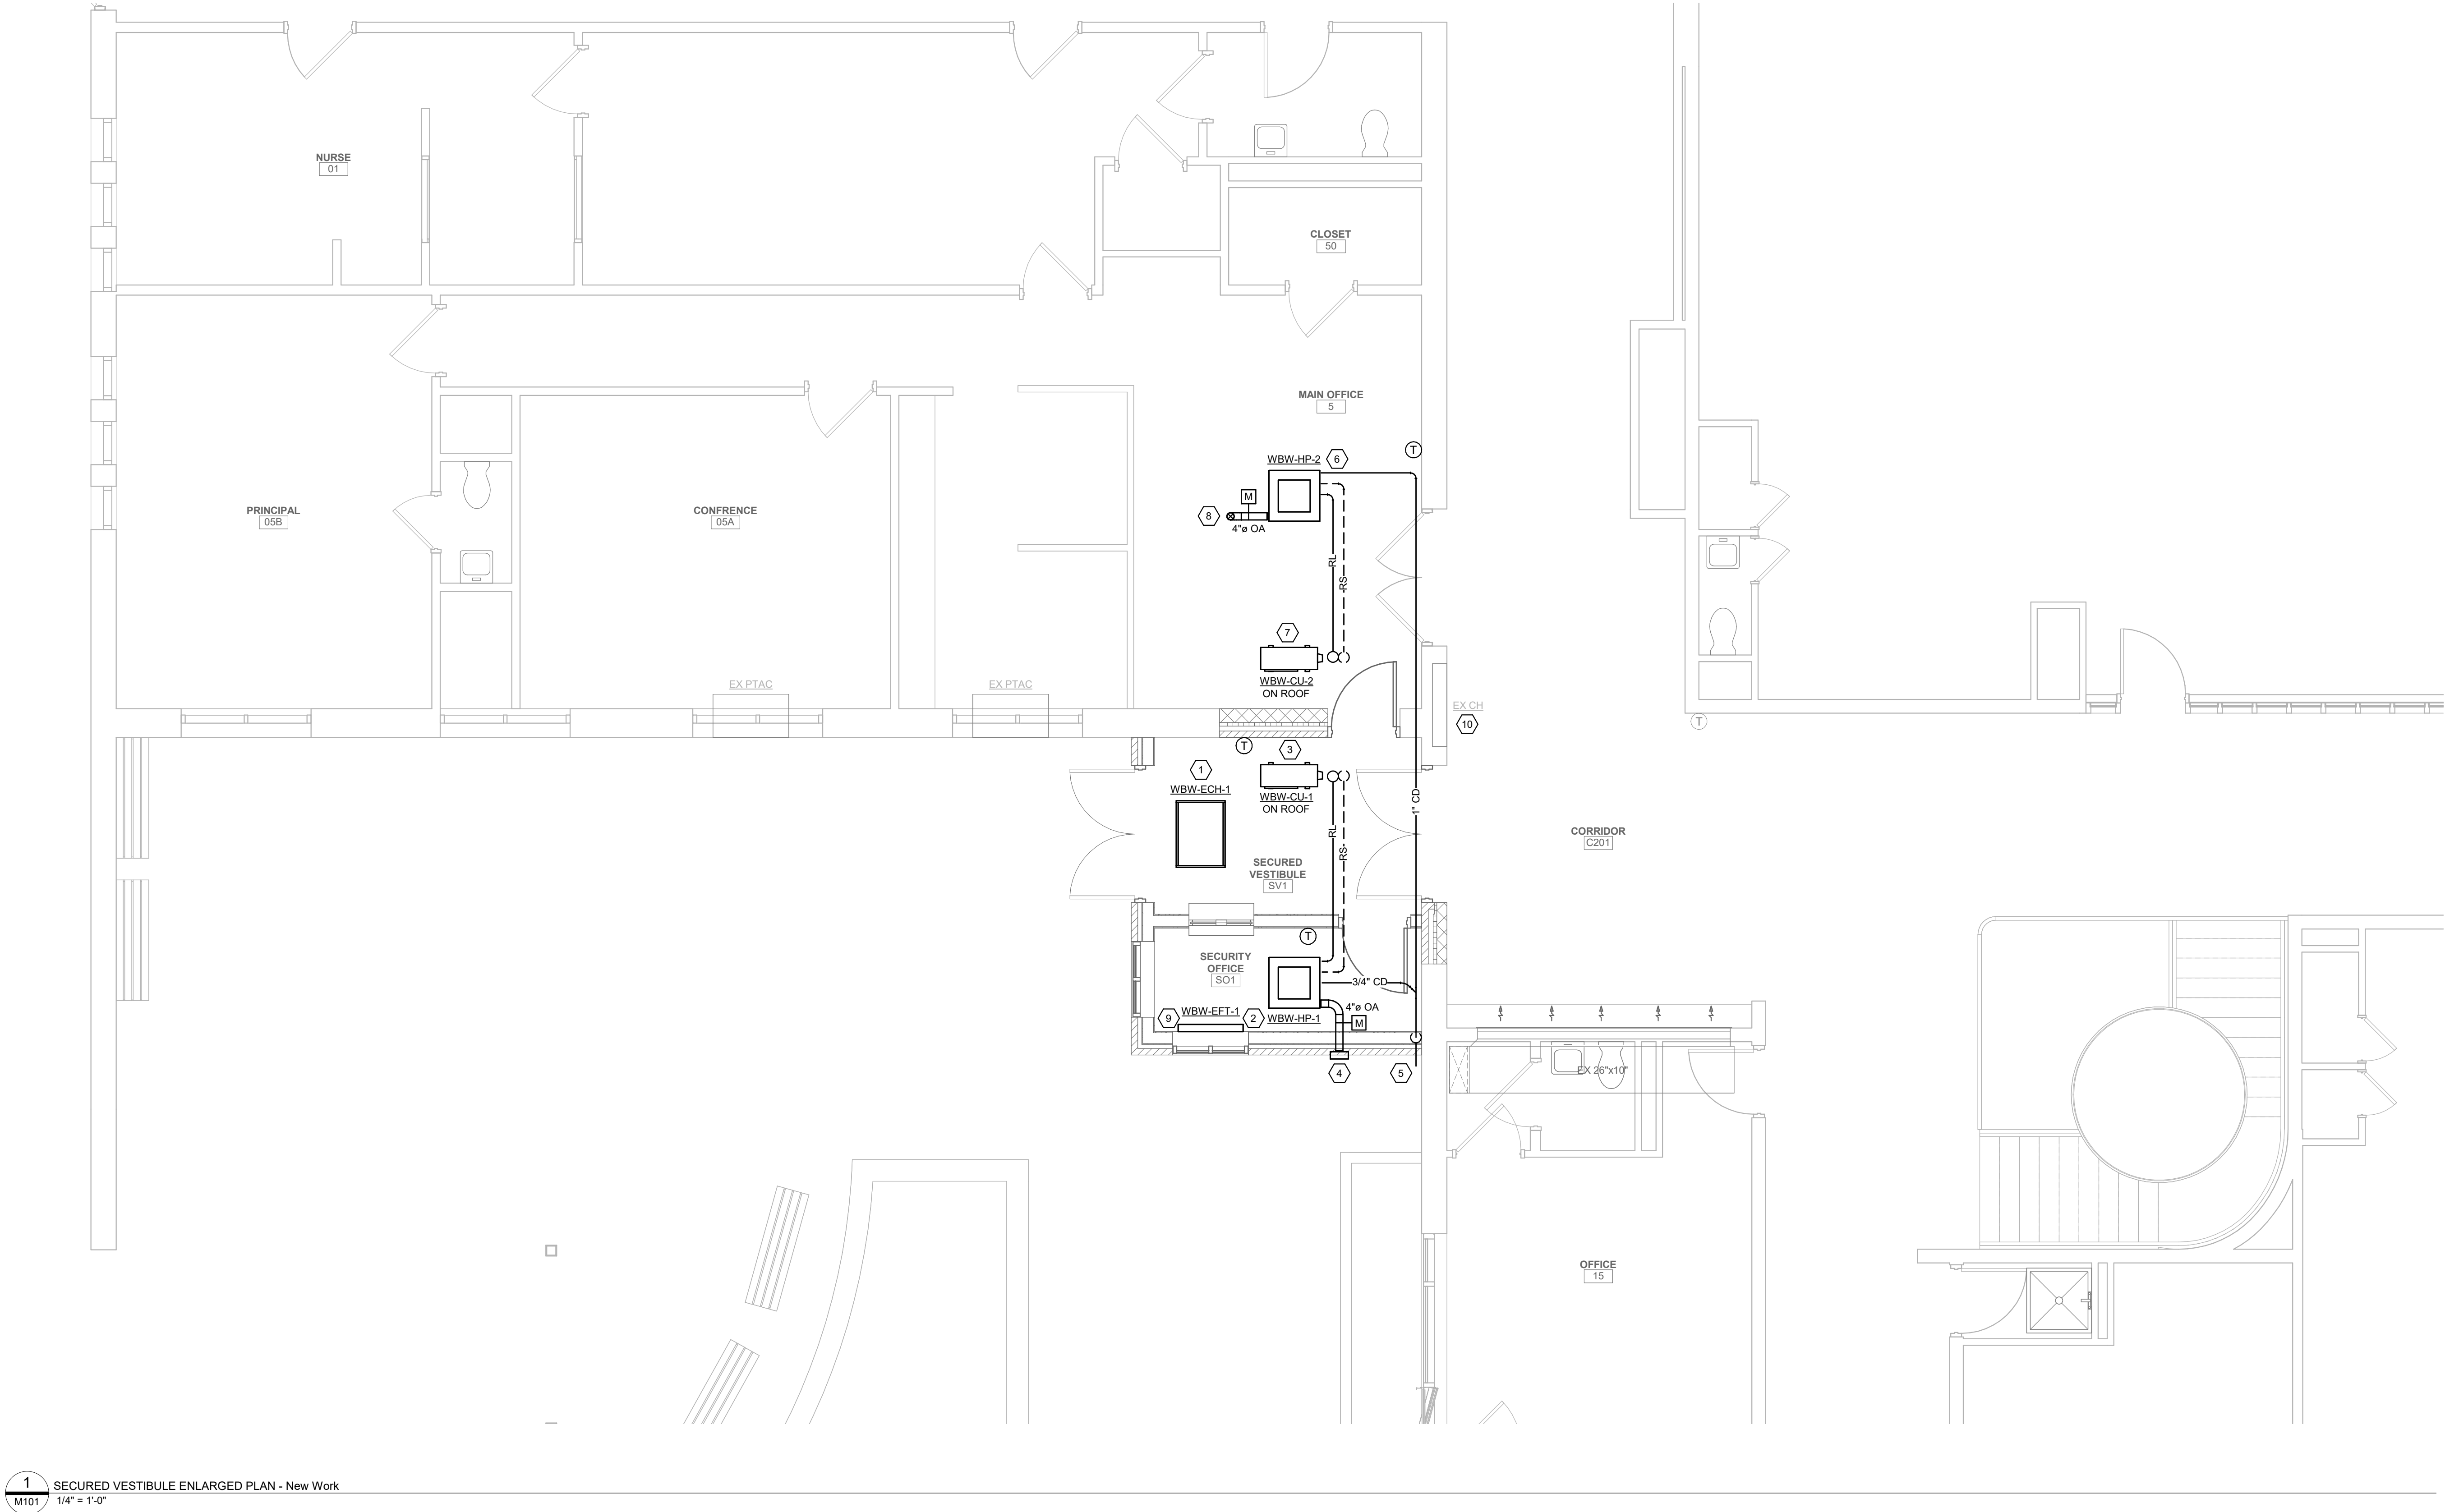 NURSE
01
CLOSET
50
MAIN OFFICE
5
T
WBW-HP-2
6
M
8
4"ø OA
PRINCIPAL
05B
CONFRENCE
05A
RL
RS
7
WBW-CU-2
ON ROOF
EX PTAC
EX PTAC
EX CH
10
T
T
3
1
WBW-ECH-1
WBW-CU-1
ON ROOF
1" CD
RL
RS
CORRIDOR
C201
SECURED
VESTIBULE
SV1
T
SECURITY
OFFICE
SO1
3/4" CD
4"ø OA
9
WBW-EFT-1
2
WBW-HP-1
M
4
5
EX 26"x10"
OFFICE
15
1
M101
SECURED VESTIBULE ENLARGED PLAN - New Work
1/4" = 1'-0"